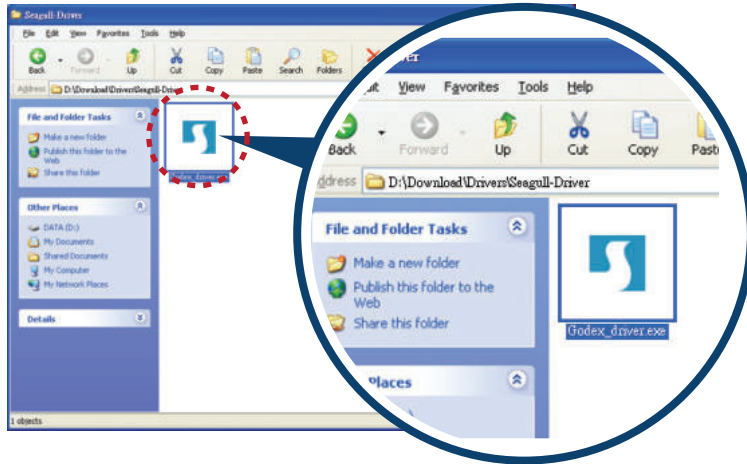 Seagull-Driver
File Edit View Favorites Tools Help
Back Forward Up Cut Copy Paste Search Folders
Address D:\Download\Drivers\Seagull-Driver
File and Folder Tasks
Make a new folder
Publish this folder to the
Web
Share this folder
Other Places
DATA (D:)
My Documents
Shared Documents
My Computer
My Network Places
Details
1 objects
Godex_driver.exe
View Favorites Tools Help
Back Forward Up Cut Copy
D:\Download\Drivers\Seagull-Driver
File and Folder Tasks
Make a new folder
Publish this folder to the
Web
Share this folder
Places
Godex_driver.exe